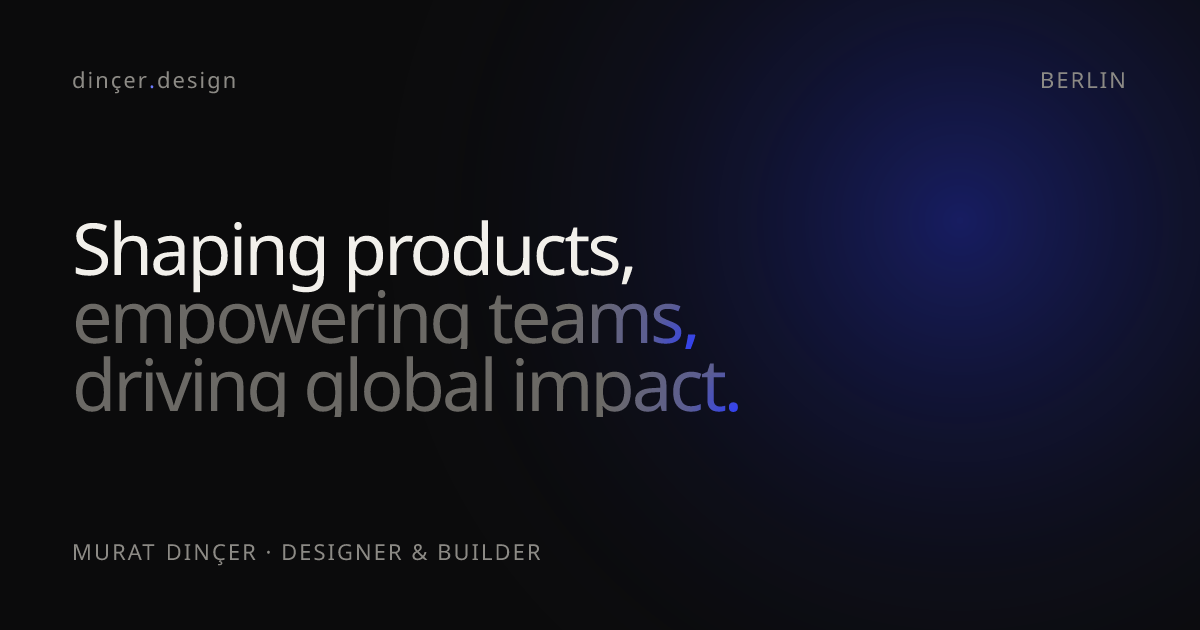 dinçer.design
BERLIN
Shaping products,
empowering teams,
driving global impact.
MURAT DINÇER · DESIGNER & BUILDER